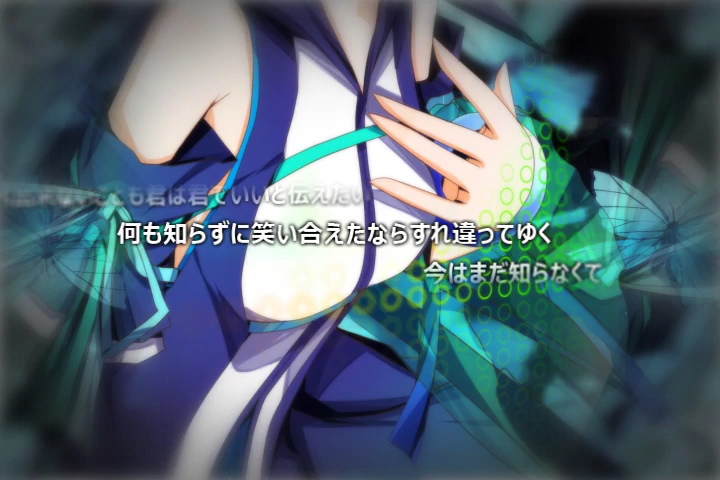 も君は君でいいと伝えたい
何も知らずに笑い合えたならすれ違ってゆく
今はまだ知らなくて